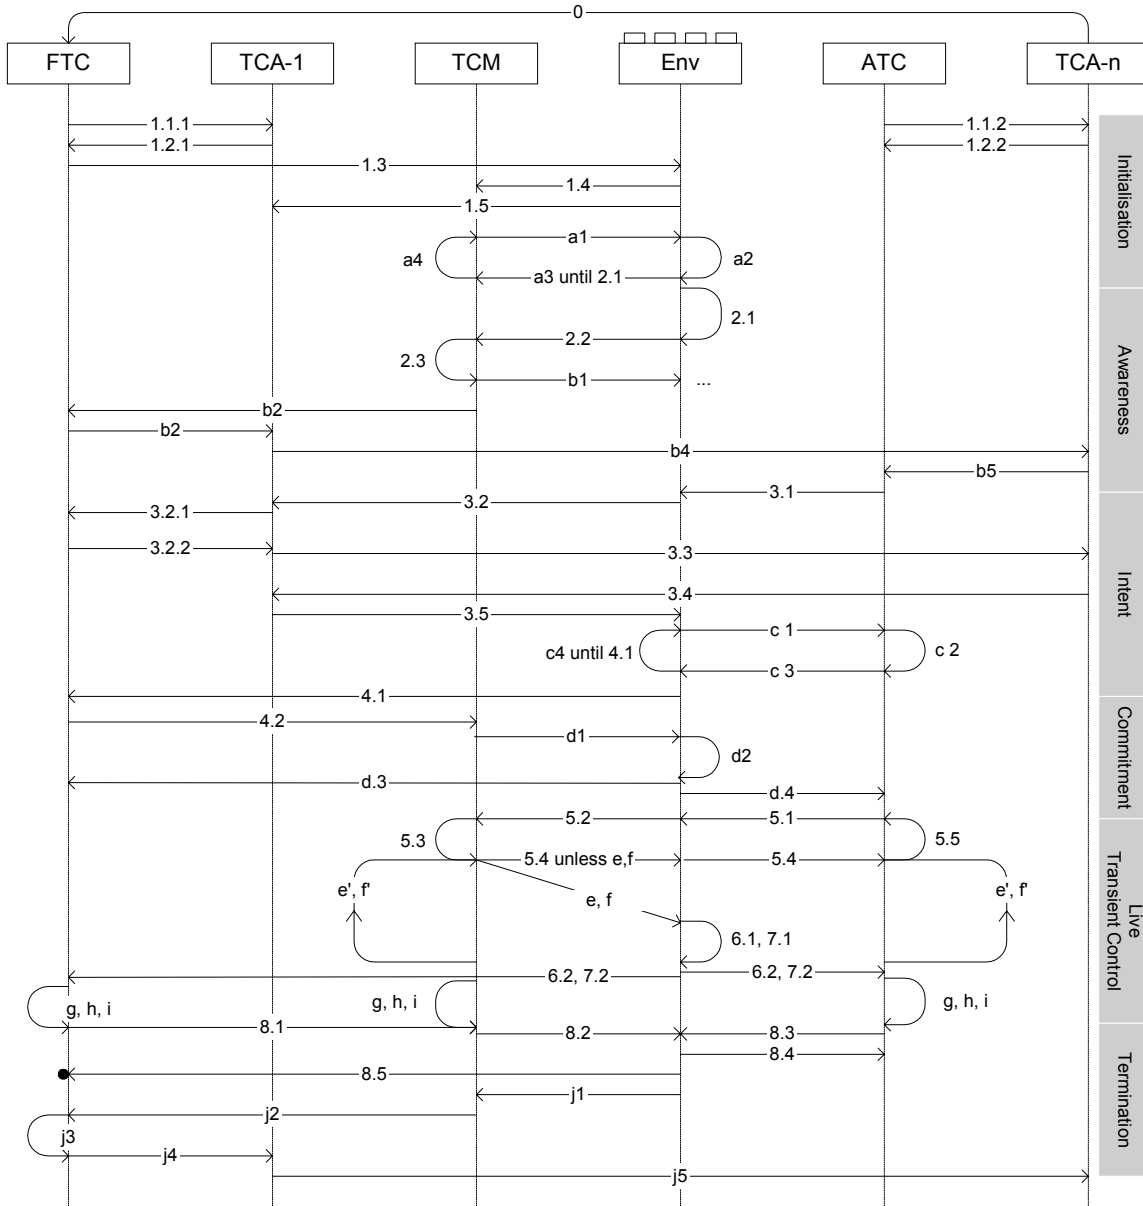 0
FTC TCA-1 TCM Env ATC TCA-n
1.1.1 1.1.2
1.2.1 1.2.2
1.3
1.4
1.5
Initialisation
a1
a4 a2
a3 until 2.1
2.1
2.2
2.3
b1 ...
Awareness
b2
b2
b4
b5
3.1
3.2
3.2.1
3.2.2
3.3
Intent
3.4
3.5
c 1
c4 until 4.1 c 2
c 3
4.1
4.2
d1
d2
Commitment
d.3
d.4
5.2 5.1
5.3 5.5
5.4 unless e,f 5.4
e', f' e', f'
e, f
Live
Transient Control
6.1, 7.1
6.2, 7.2 6.2, 7.2
g, h, i g, h, i g, h, i
8.1
8.2 8.3
8.4
8.5
j1
Termination
j2
j3
j4
j5